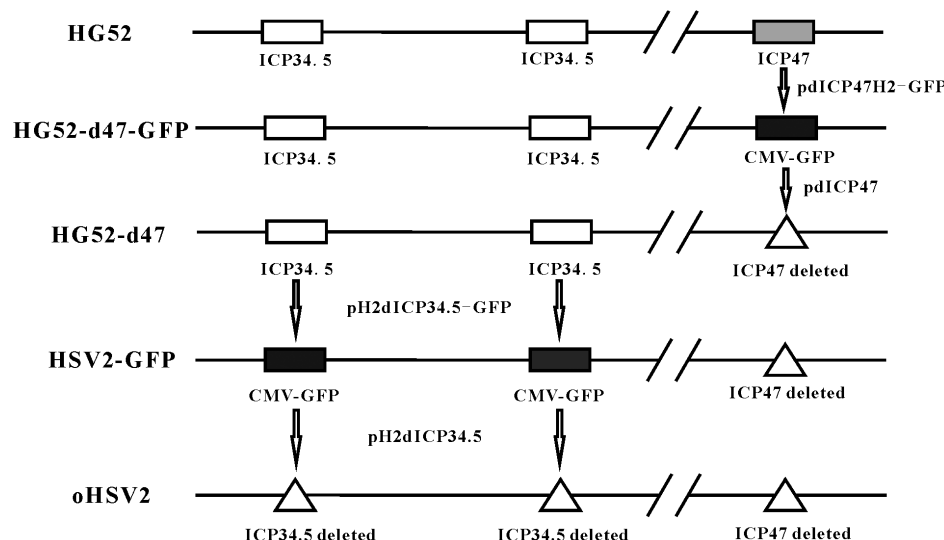 HG52
ICP34.5 ICP34.5 ICP47
pdICP47H2-GFP
HG52-d47-GFP
ICP34.5 ICP34.5 CMV-GFP
pdICP47
HG52-d47
ICP34.5 ICP34.5 ICP47 deleted
pH2dICP34.5-GFP
HSV2-GFP
CMV-GFP CMV-GFP ICP47 deleted
pH2dICP34.5
oHSV2
ICP34.5 deleted ICP34.5 deleted ICP47 deleted